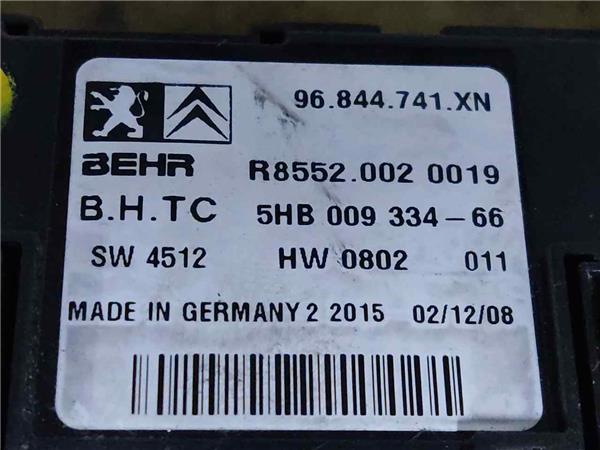 96.844.741.XN
BEHR R8552.002 0019
B.H.TC 5HB 009 334-66
SW 4512 HW 0802 011
MADE IN GERMANY 2 2015 02/12/08